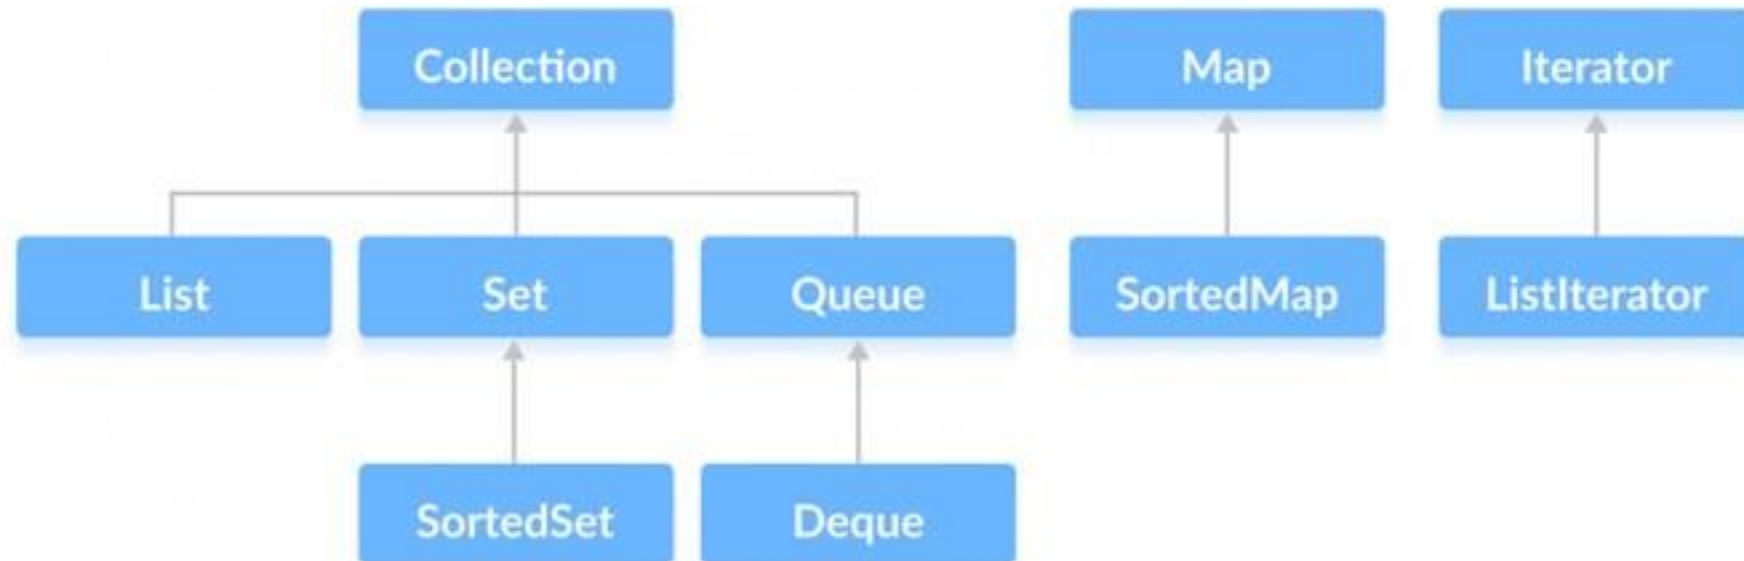 Collection
Map
Iterator
List
Set
Queue
SortedMap
ListIterator
SortedSet
Deque